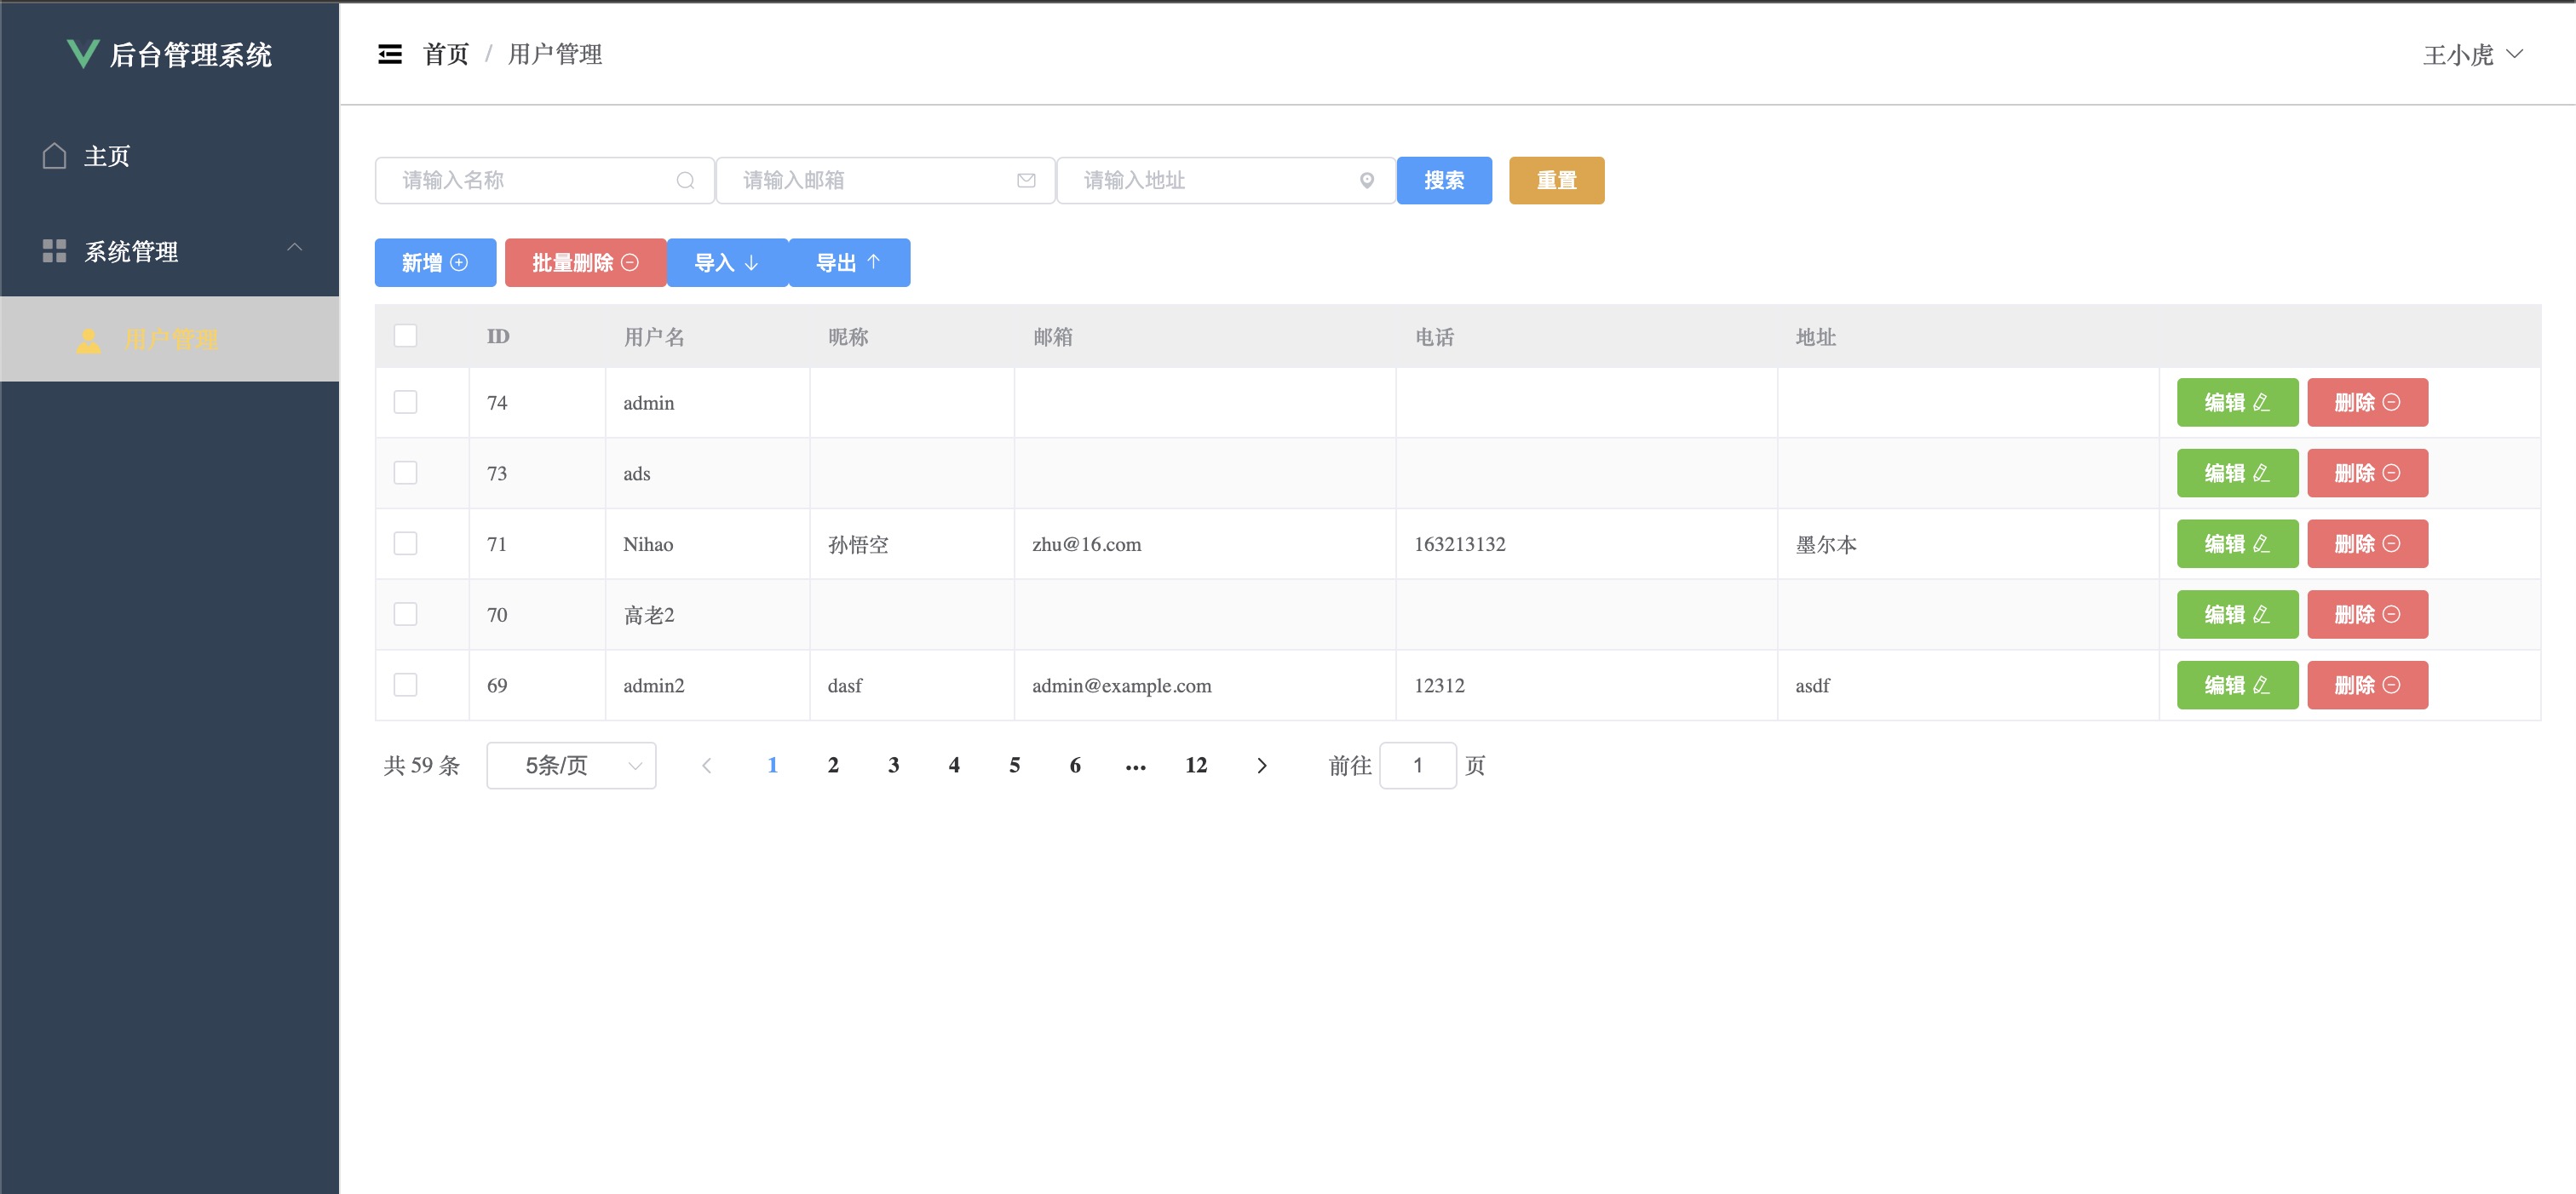 后台管理系统
首页 / 用户管理
王小虎
主页
系统管理
用户管理
请输入名称 请输入邮箱 请输入地址 搜索 重置
新增 批量删除 导入 导出
ID 用户名 昵称 邮箱 电话 地址
74 admin 编辑 删除
73 ads 编辑 删除
71 Nihao 孙悟空 zhu@16.com 163213132 墨尔本 编辑 删除
70 高老2 编辑 删除
69 admin2 dasf admin@example.com 12312 asdf 编辑 删除
共 59 条 5条/页 1 2 3 4 5 6 ... 12 前往 1 页